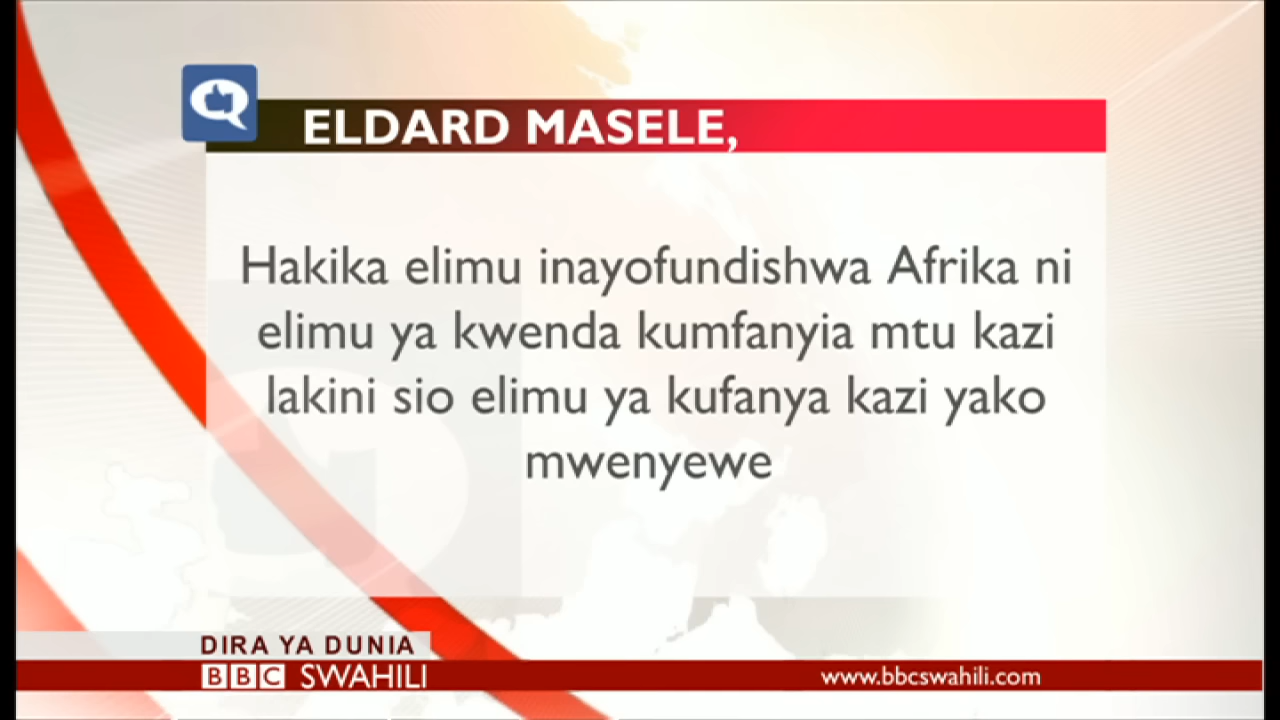 ELDARD MASELE,
Hakika elimu inayofundishwa Afrika ni
elimu ya kwenda kumfanyia mtu kazi
lakini sio elimu ya kufanya kazi yako
mwenyewe
DIRA YA DUNIA
BBC SWAHILI
www.bbcswahili.com